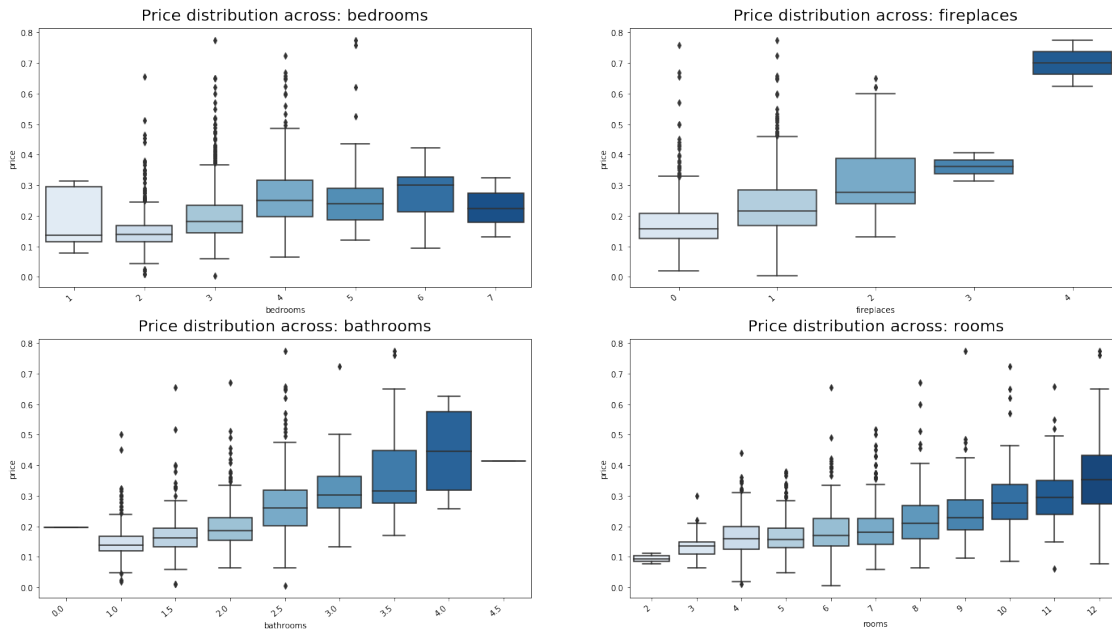 Price distribution across: bedrooms
price
0.8
0.7
0.6
0.5
0.4
0.3
0.2
0.1
0.0
1 2 3 4 5 6 7
bedrooms
Price distribution across: fireplaces
price
0.8
0.7
0.6
0.5
0.4
0.3
0.2
0.1
0.0
0 1 2 3 4
fireplaces
Price distribution across: bathrooms
price
0.8
0.7
0.6
0.5
0.4
0.3
0.2
0.1
0.0
0.0 1.0 1.5 2.0 2.5 3.0 3.5 4.0 4.5
bathrooms
Price distribution across: rooms
price
0.8
0.7
0.6
0.5
0.4
0.3
0.2
0.1
0.0
2 3 4 5 6 7 8 9 10 11 12
rooms